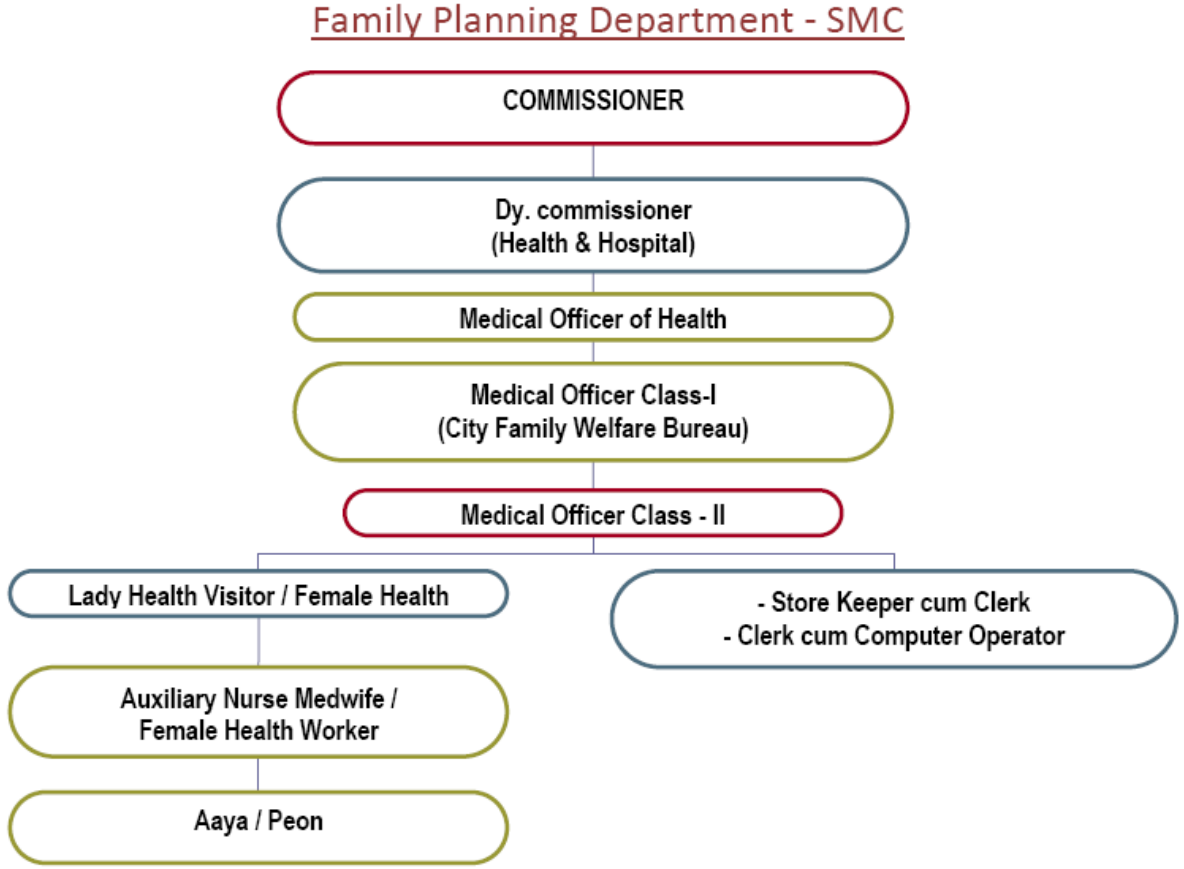 Family Planning Department - SMC
COMMISSIONER
Dy. commissioner
(Health & Hospital)
Medical Officer of Health
Medical Officer Class-I
(City Family Welfare Bureau)
Medical Officer Class - II
Lady Health Visitor / Female Health
- Store Keeper cum Clerk
- Clerk cum Computer Operator
Auxiliary Nurse Medwife /
Female Health Worker
Aaya / Peon